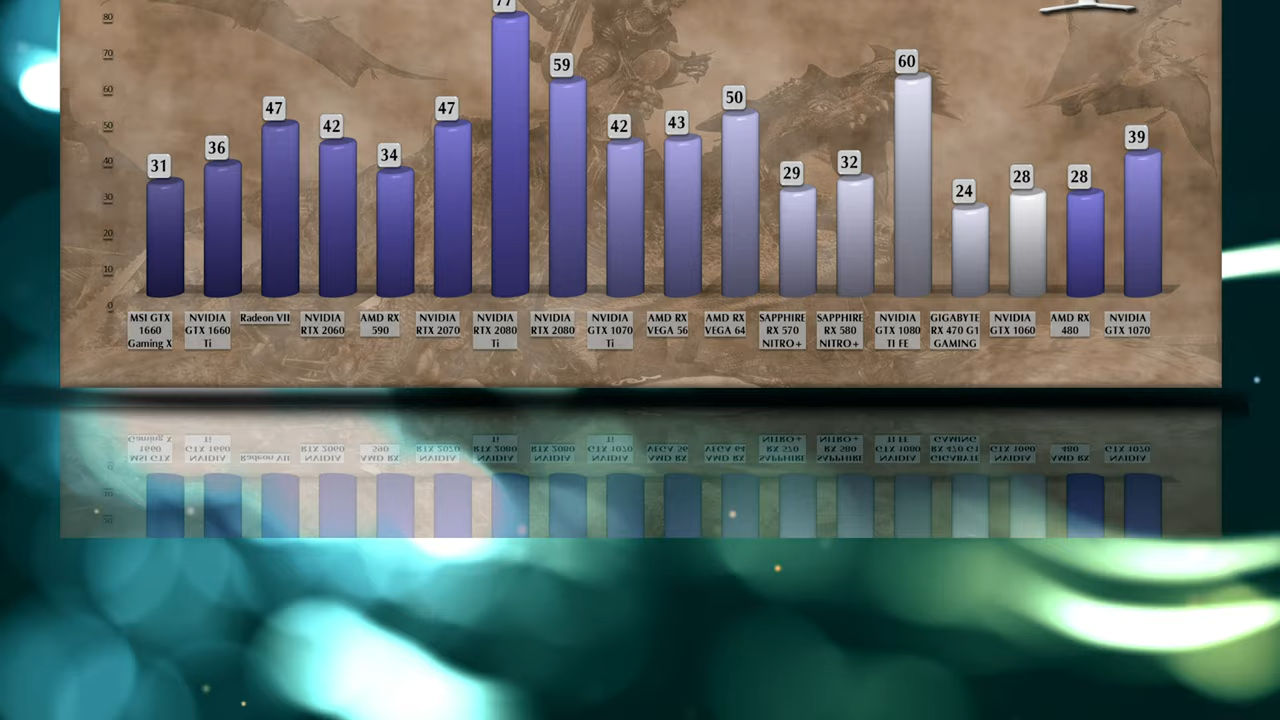 77
80
70
60
50
40
30
20
10
0
31
36
47
42
34
47
59
42
43
50
29
32
60
24
28
28
39
MSI GTX
1660
Gaming X
NVIDIA
GTX 1660
Ti
Radeon VII
NVIDIA
RTX 2060
AMD RX
590
NVIDIA
RTX 2070
NVIDIA
RTX 2080
Ti
NVIDIA
RTX 2080
NVIDIA
GTX 1070
Ti
AMD RX
VEGA 56
AMD RX
VEGA 64
SAPPHIRE
RX 570
NITRO+
SAPPHIRE
RX 580
NITRO+
NVIDIA
GTX 1080
TI FE
GIGABYTE
RX 470 G1
GAMING
NVIDIA
GTX 1060
AMD RX
480
NVIDIA
GTX 1070